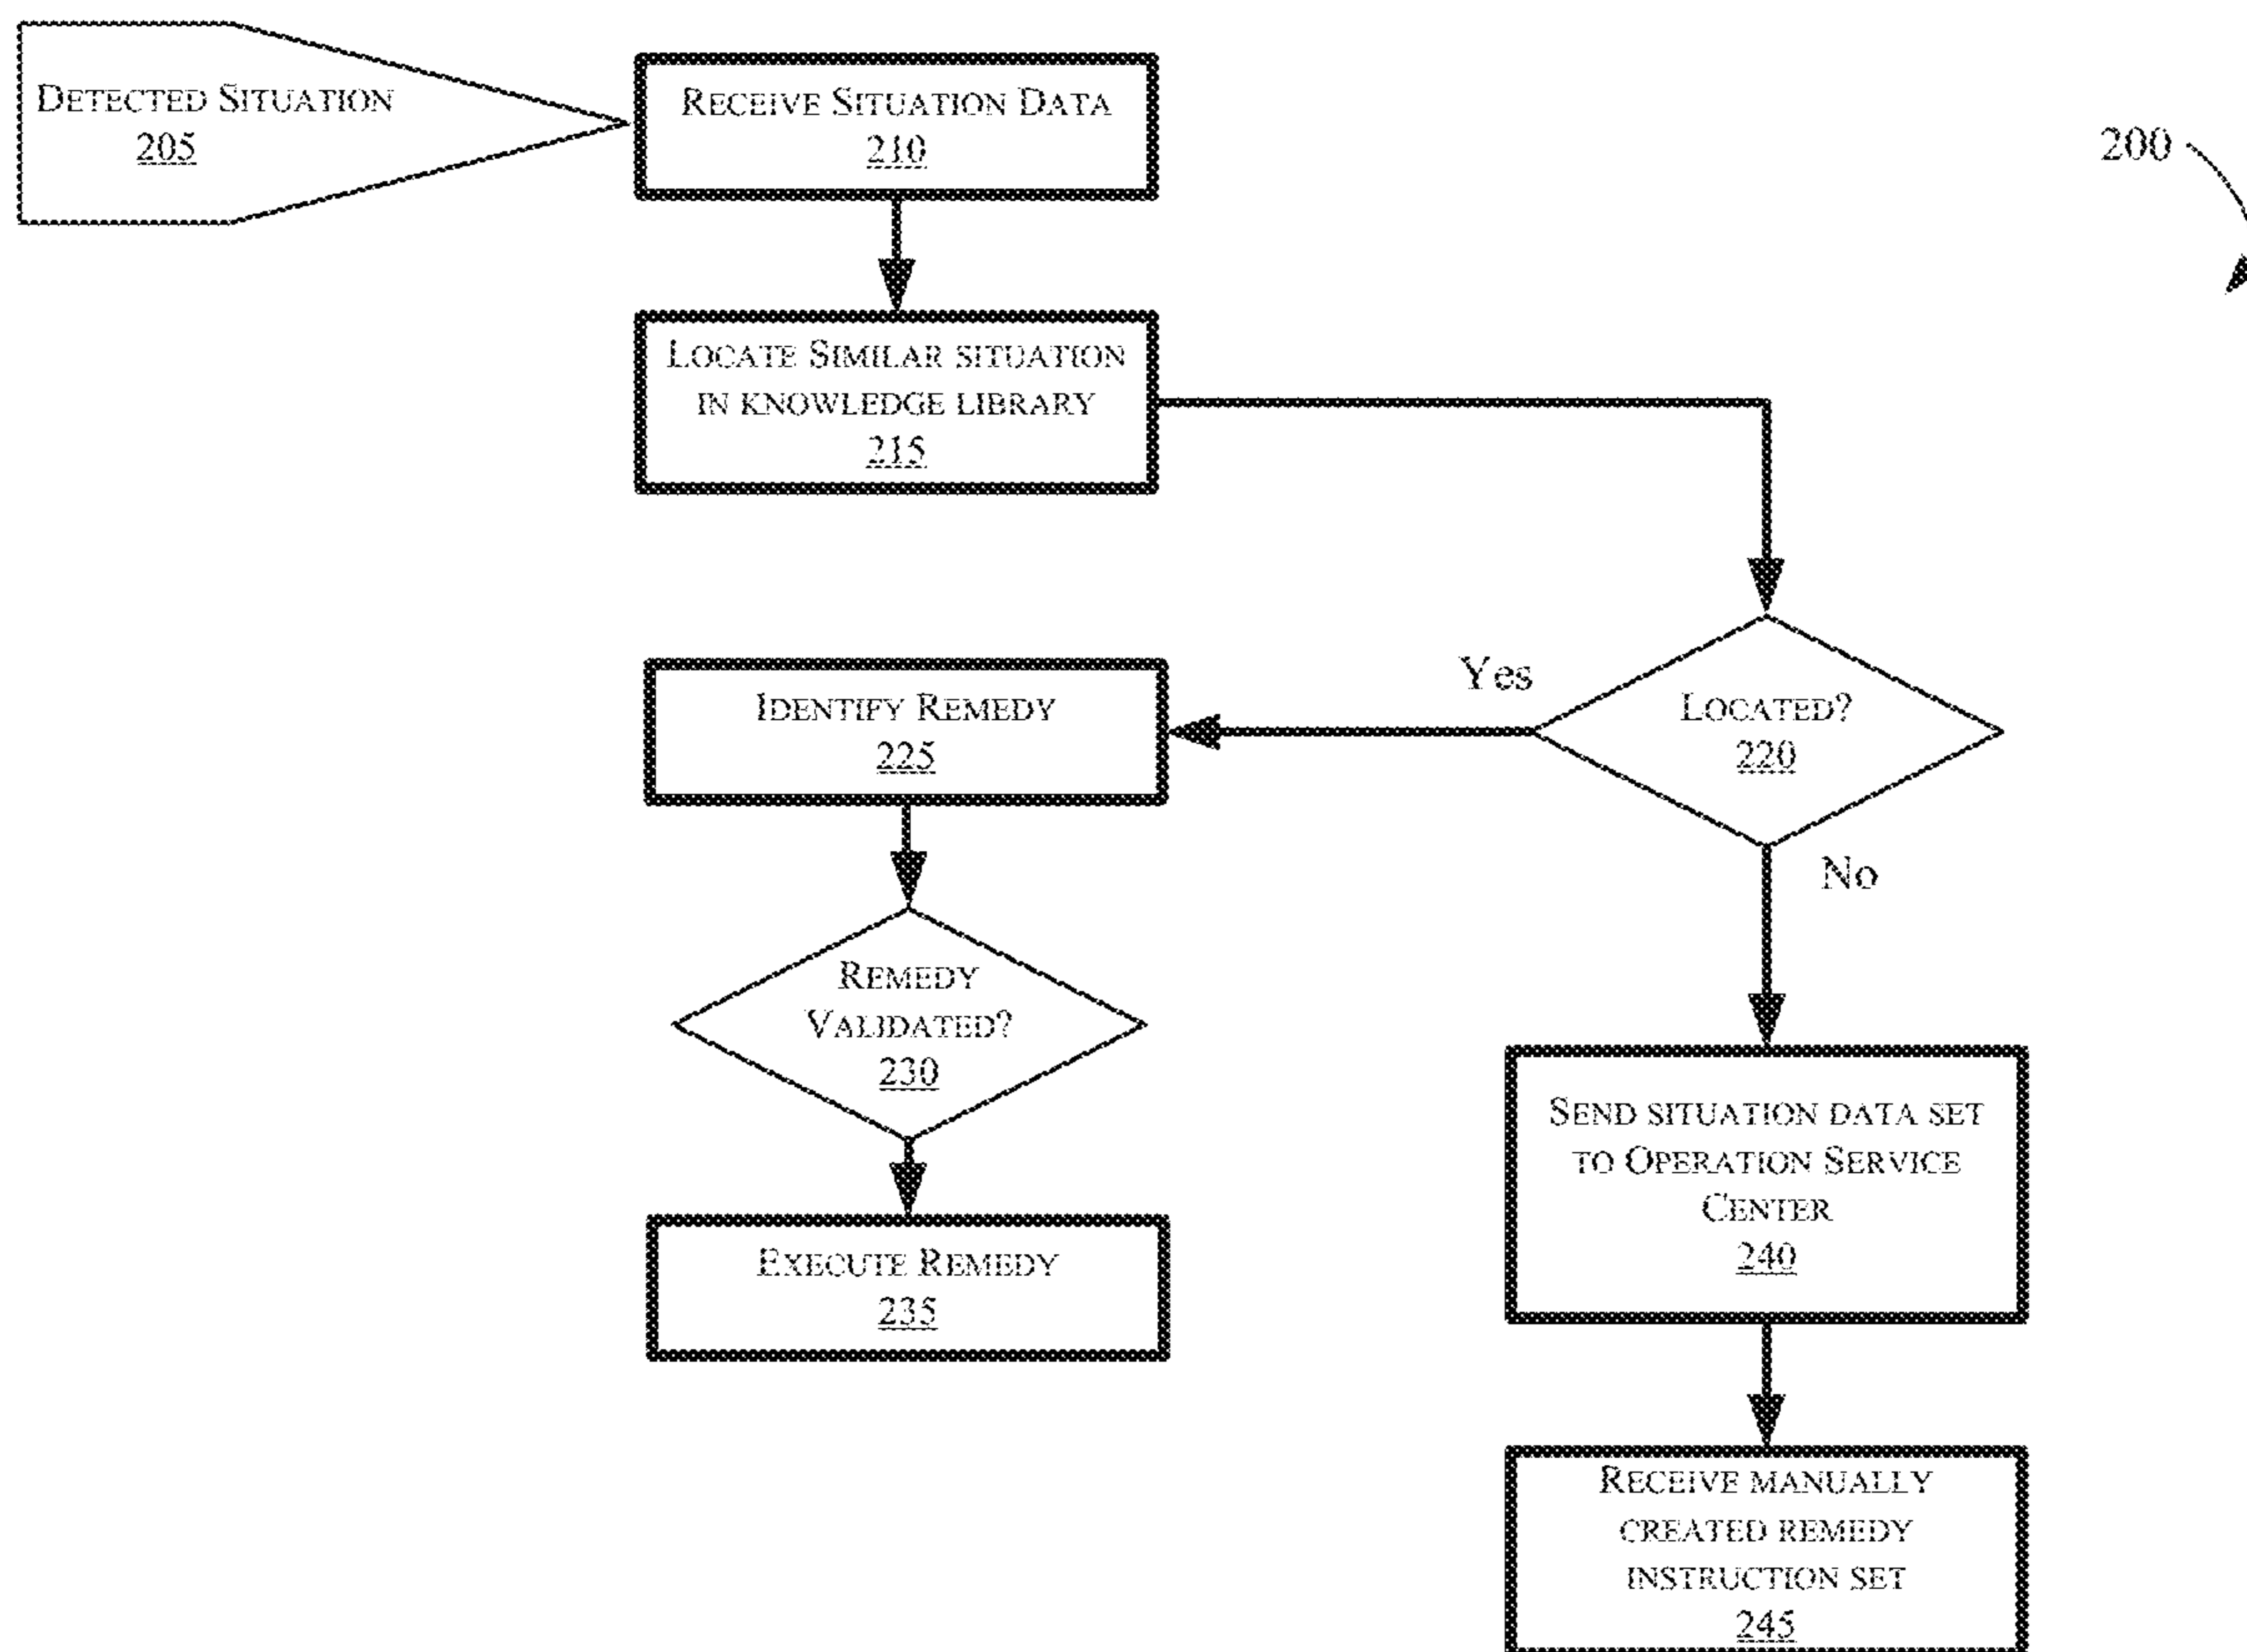 DETECTED SITUATION
205
RECEIVE SITUATION DATA
210
200
LOCATE SIMILAR SITUATION
IN KNOWLEDGE LIBRARY
215
LOCATED?
220
Yes
No
IDENTIFY REMEDY
225
REMEDY
VALIDATED?
230
EXECUTE REMEDY
235
SEND SITUATION DATA SET
TO OPERATION SERVICE
CENTER
240
RECEIVE MANUALLY
CREATED REMEDY
INSTRUCTION SET
245